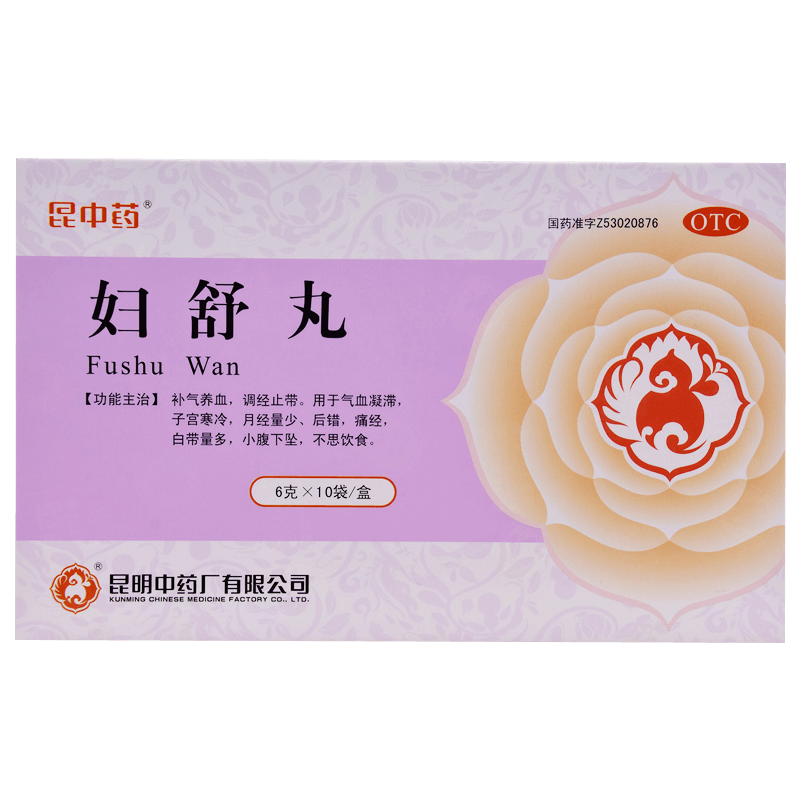 昆中药®
国药准字Z53020876
OTC
妇舒丸
Fushu Wan
【功能主治】 补气养血，调经止带。用于气血凝滞，
子宫寒冷，月经量少、后错，痛经，
白带量多，小腹下坠，不思饮食。
6克×10袋/盒
®
昆明中药厂有限公司
KUNMING CHINESE MEDICINE FACTORY CO., LTD.